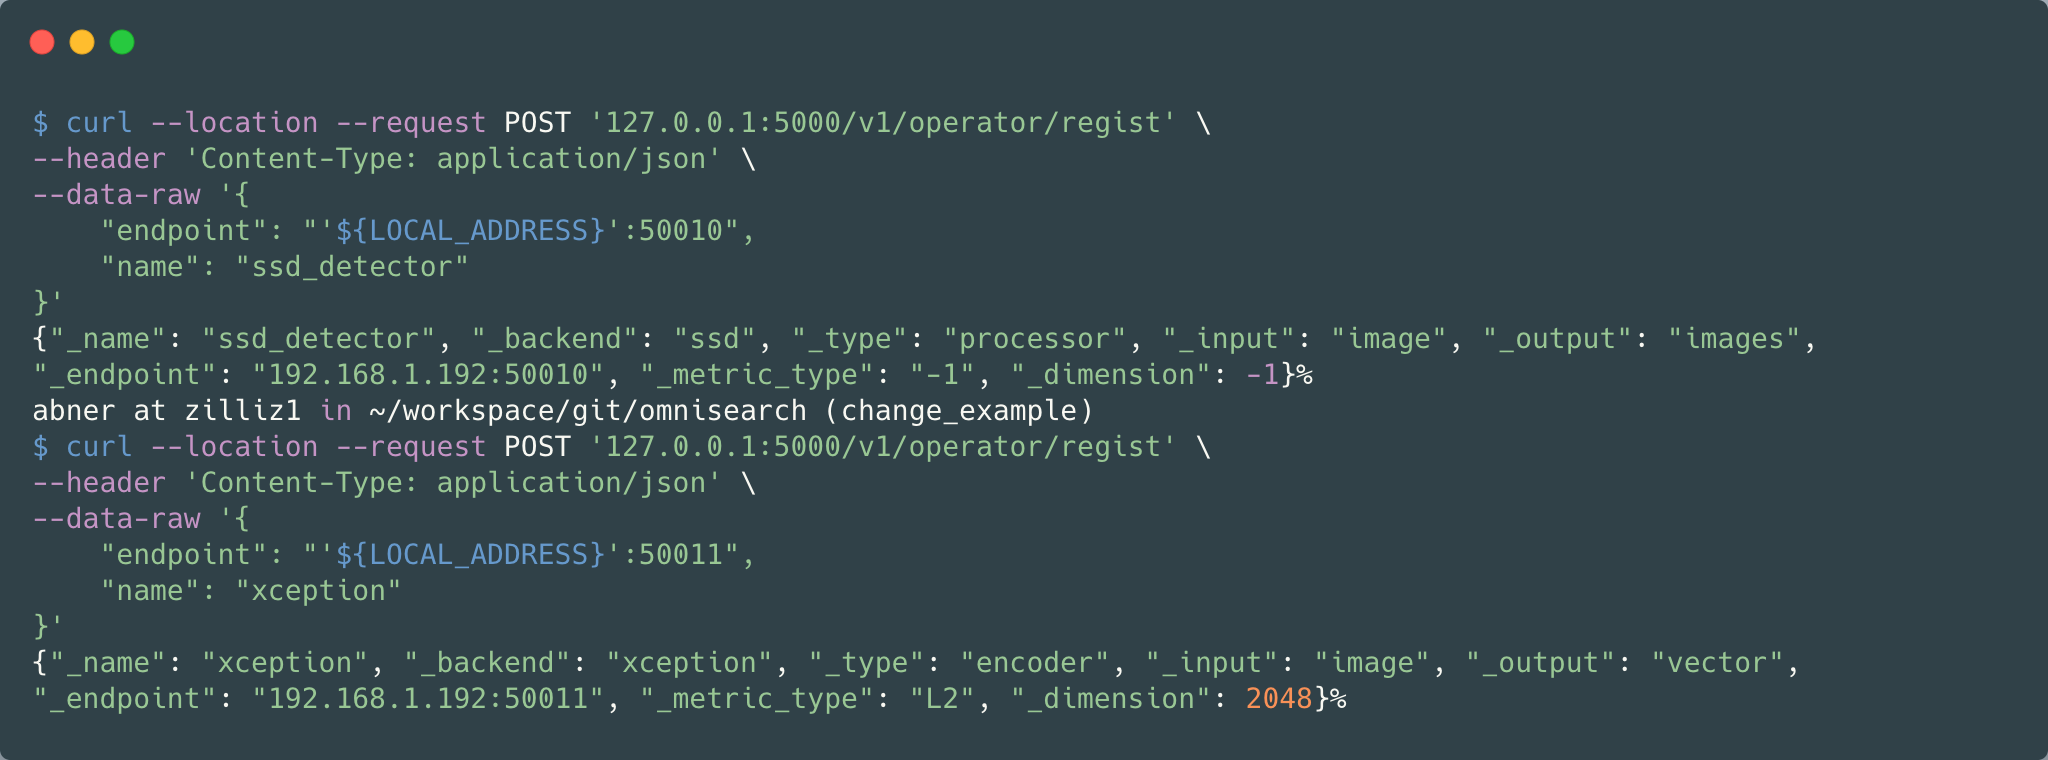 $ curl --location --request POST '127.0.0.1:5000/v1/operator/regist' \
--header 'Content-Type: application/json' \
--data-raw '{
    "endpoint": "'${LOCAL_ADDRESS}':50010",
    "name": "ssd_detector"
}'
{"_name": "ssd_detector", "_backend": "ssd", "_type": "processor", "_input": "image", "_output": "images",
"_endpoint": "192.168.1.192:50010", "_metric_type": "-1", "_dimension": -1}%
abner at zilliz1 in ~/workspace/git/omnisearch (change_example)
$ curl --location --request POST '127.0.0.1:5000/v1/operator/regist' \
--header 'Content-Type: application/json' \
--data-raw '{
    "endpoint": "'${LOCAL_ADDRESS}':50011",
    "name": "xception"
}'
{"_name": "xception", "_backend": "xception", "_type": "encoder", "_input": "image", "_output": "vector",
"_endpoint": "192.168.1.192:50011", "_metric_type": "L2", "_dimension": 2048}%